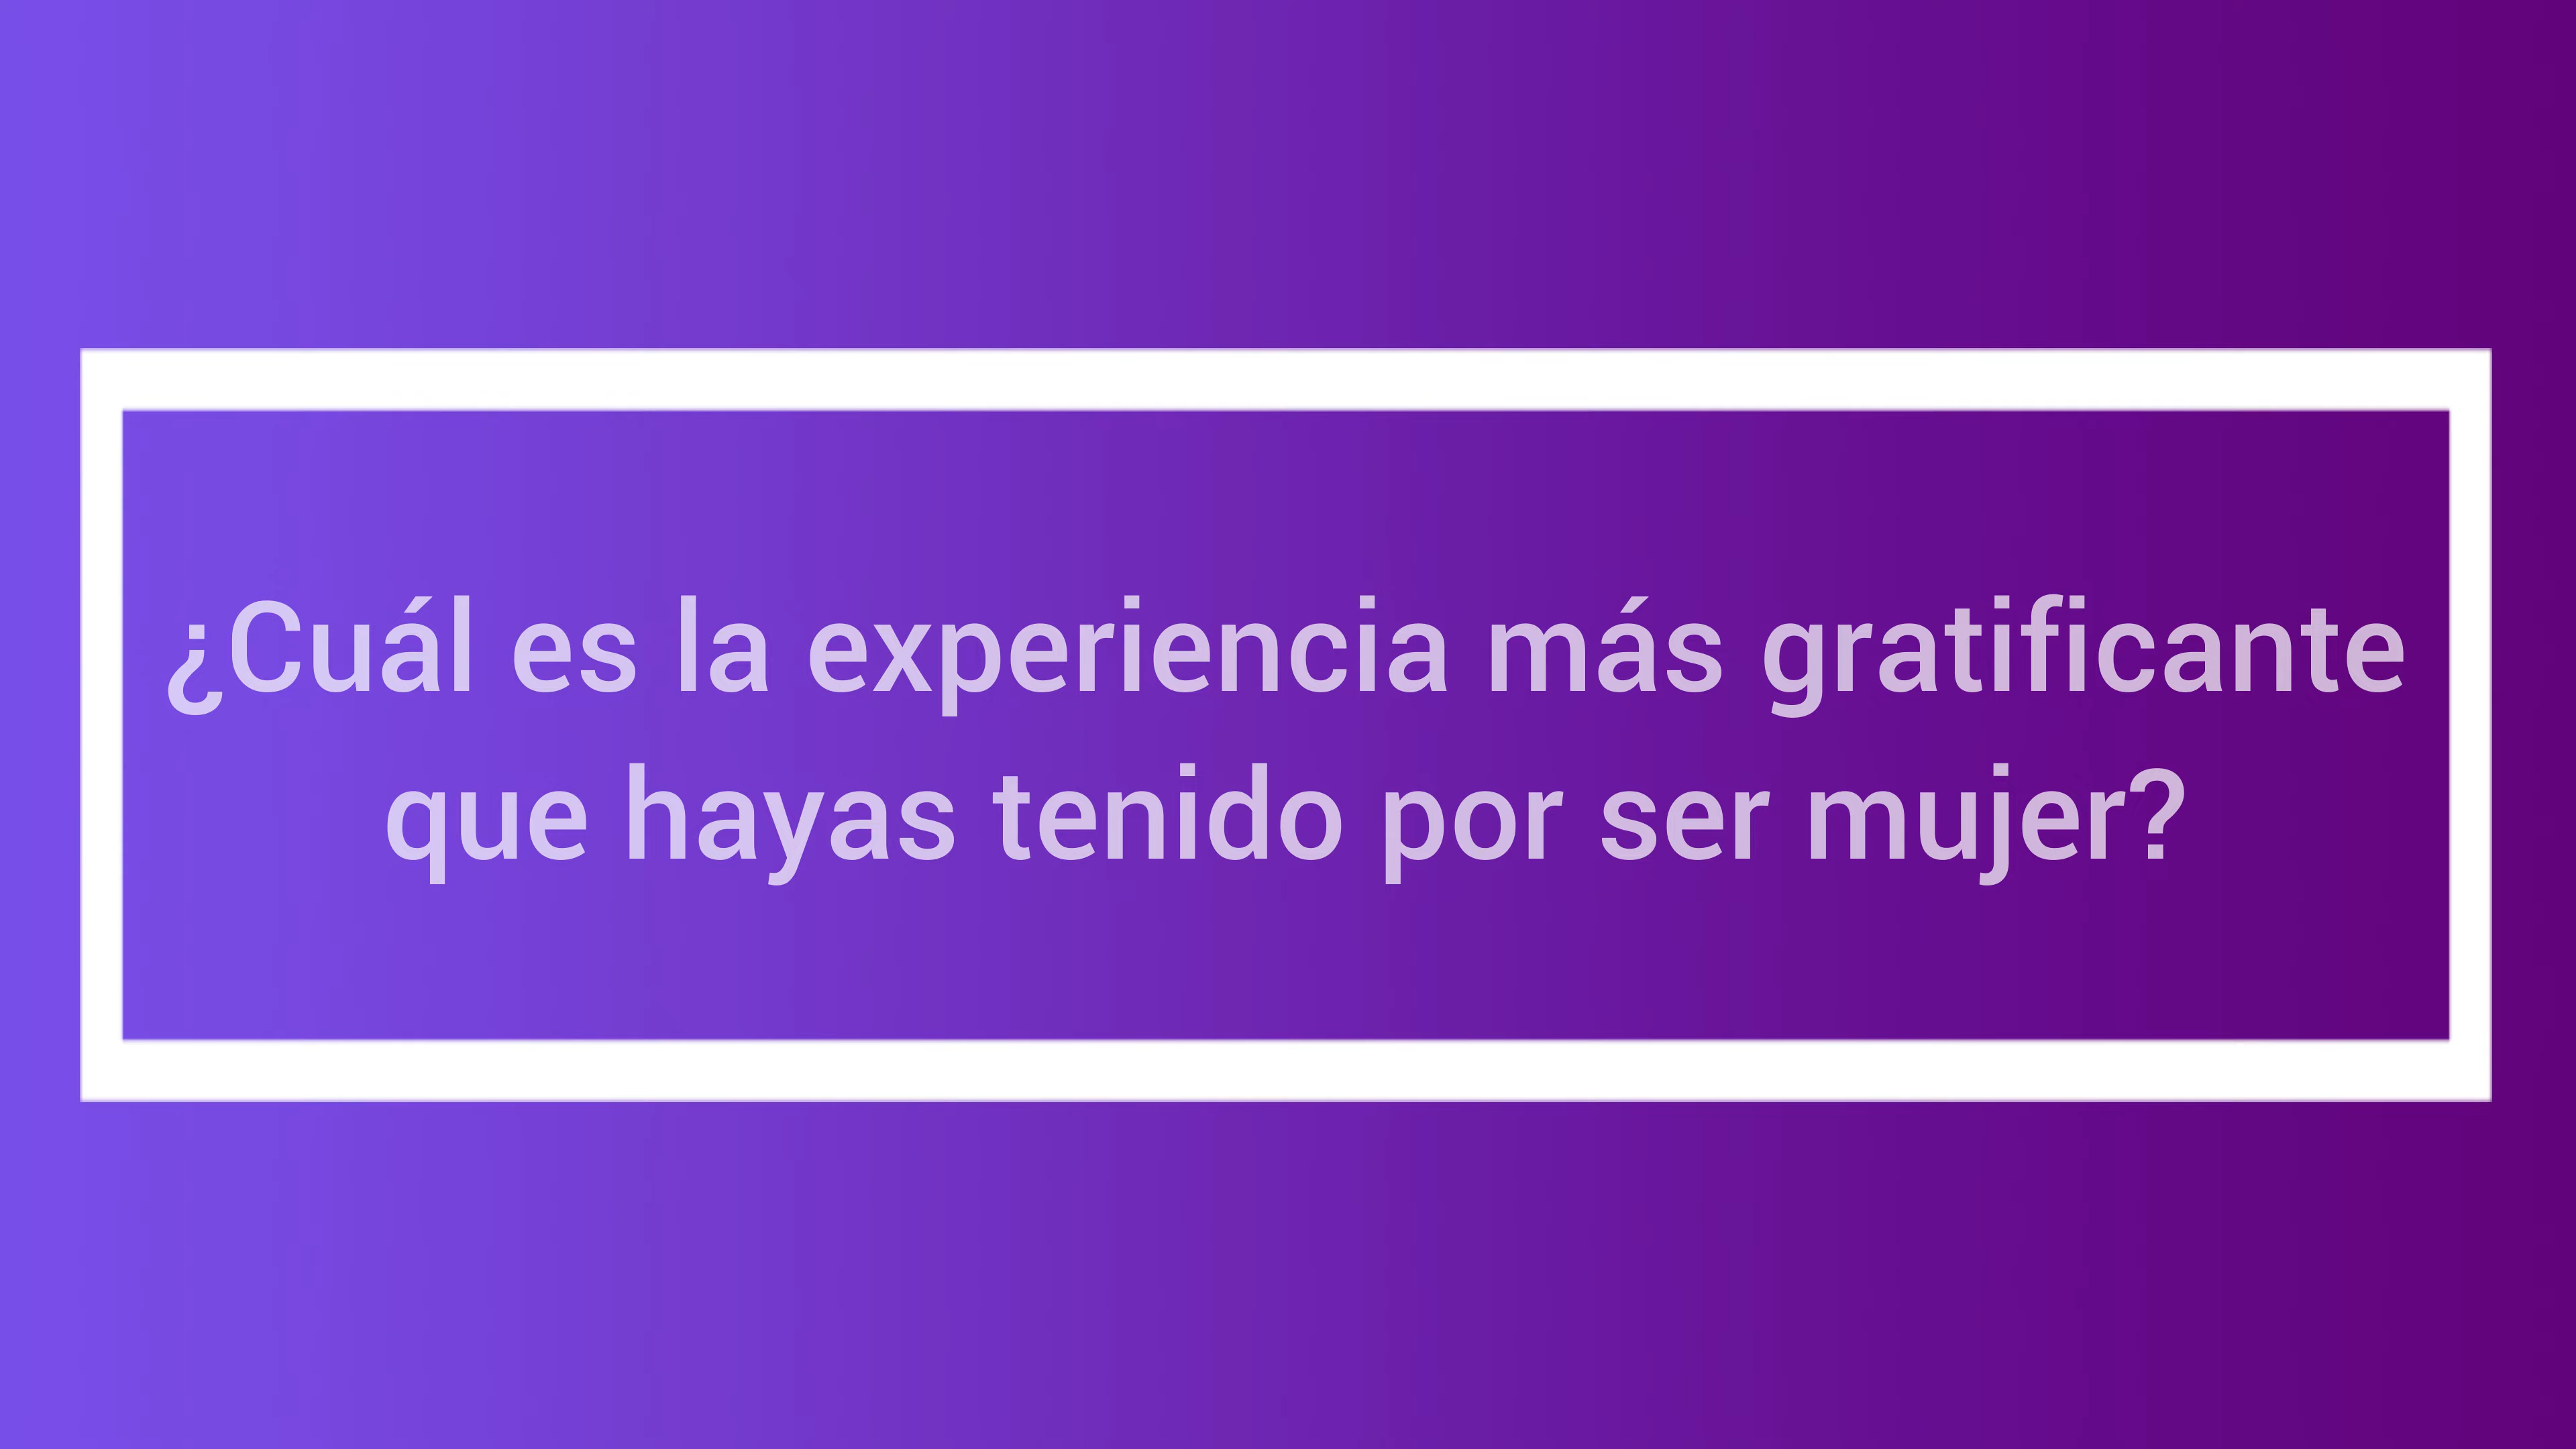 ¿Cuál es la experiencia más gratificante
que hayas tenido por ser mujer?